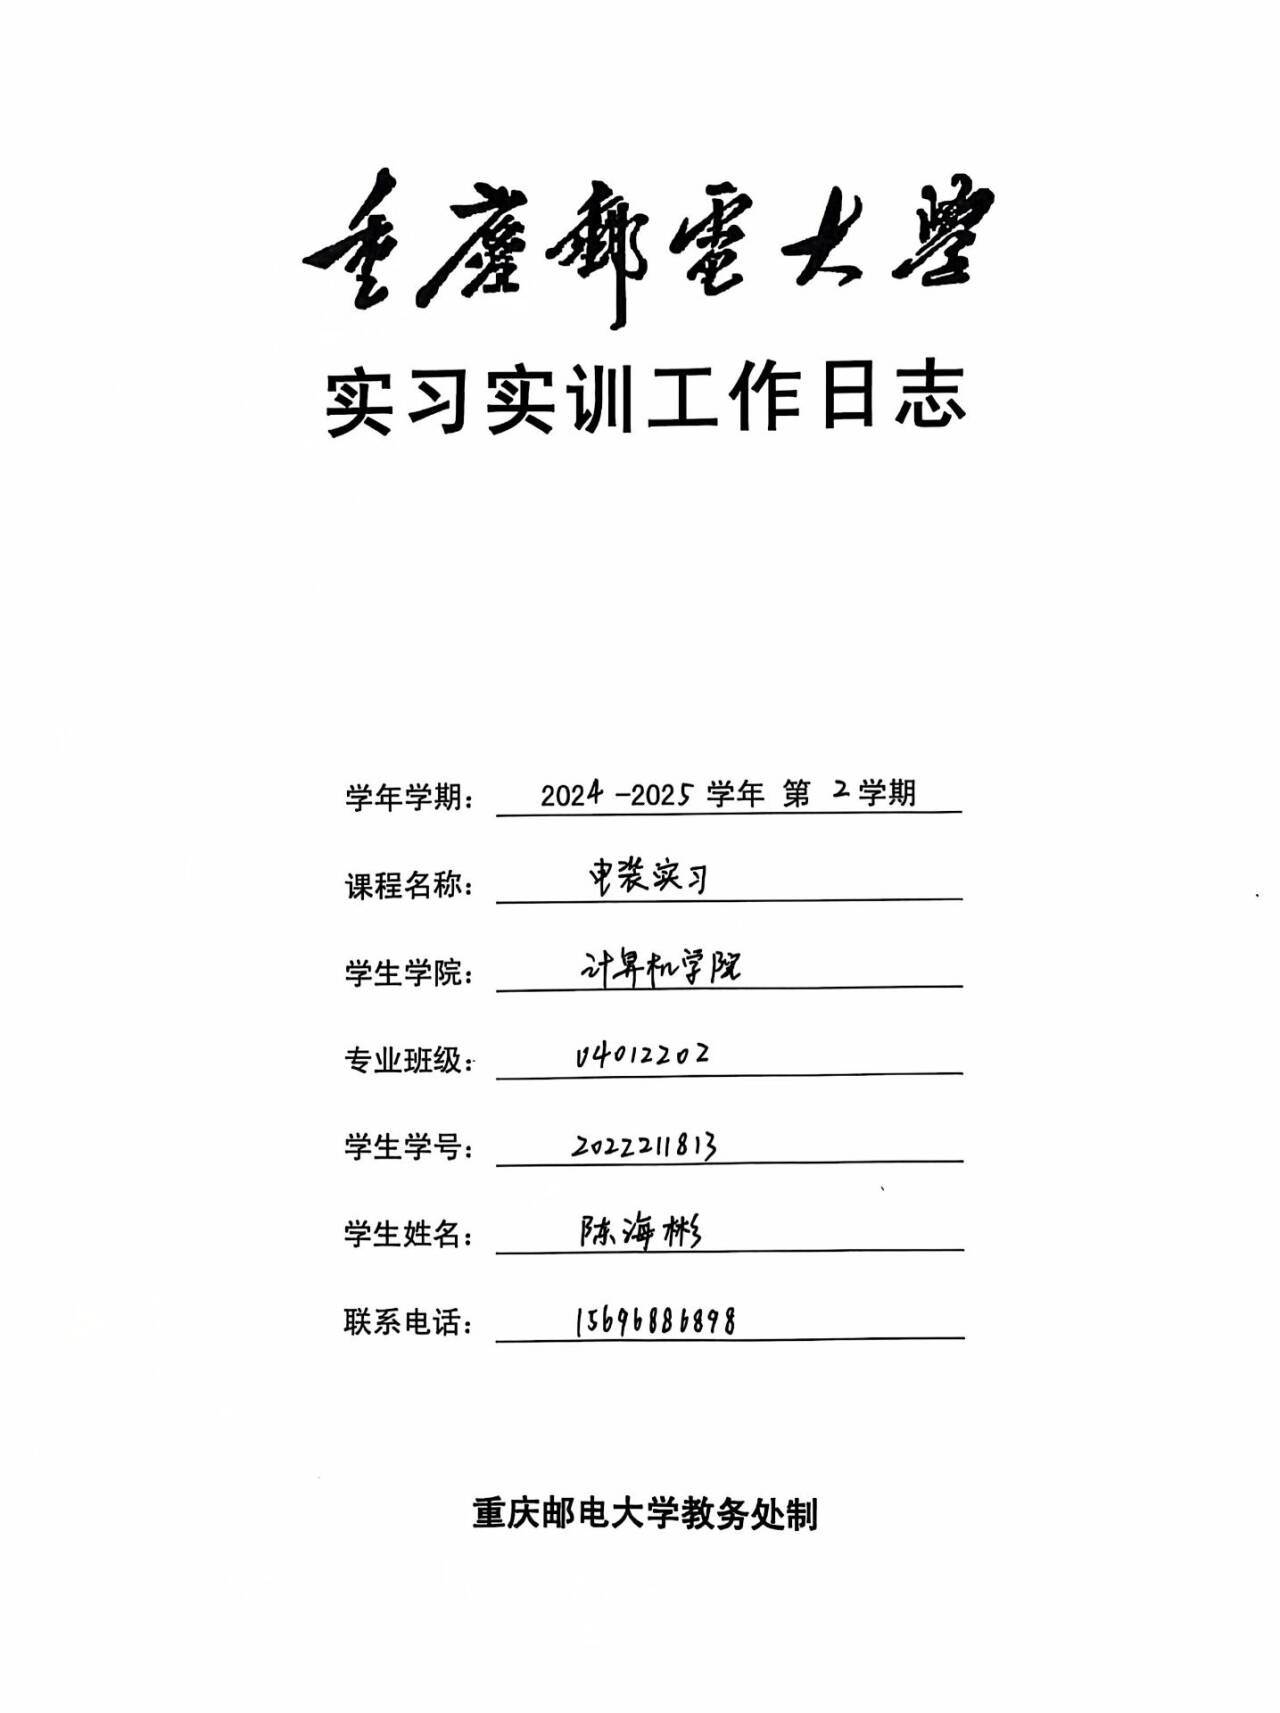 重慶郵電大學
实习实训工作日志
学年学期： 2024-2025 学年 第 2 学期
课程名称： 电装实习
学生学院： 计算机学院
专业班级： 04012202
学生学号： 2022211813
学生姓名： 陈海彬
联系电话： 15696886898
重庆邮电大学教务处制